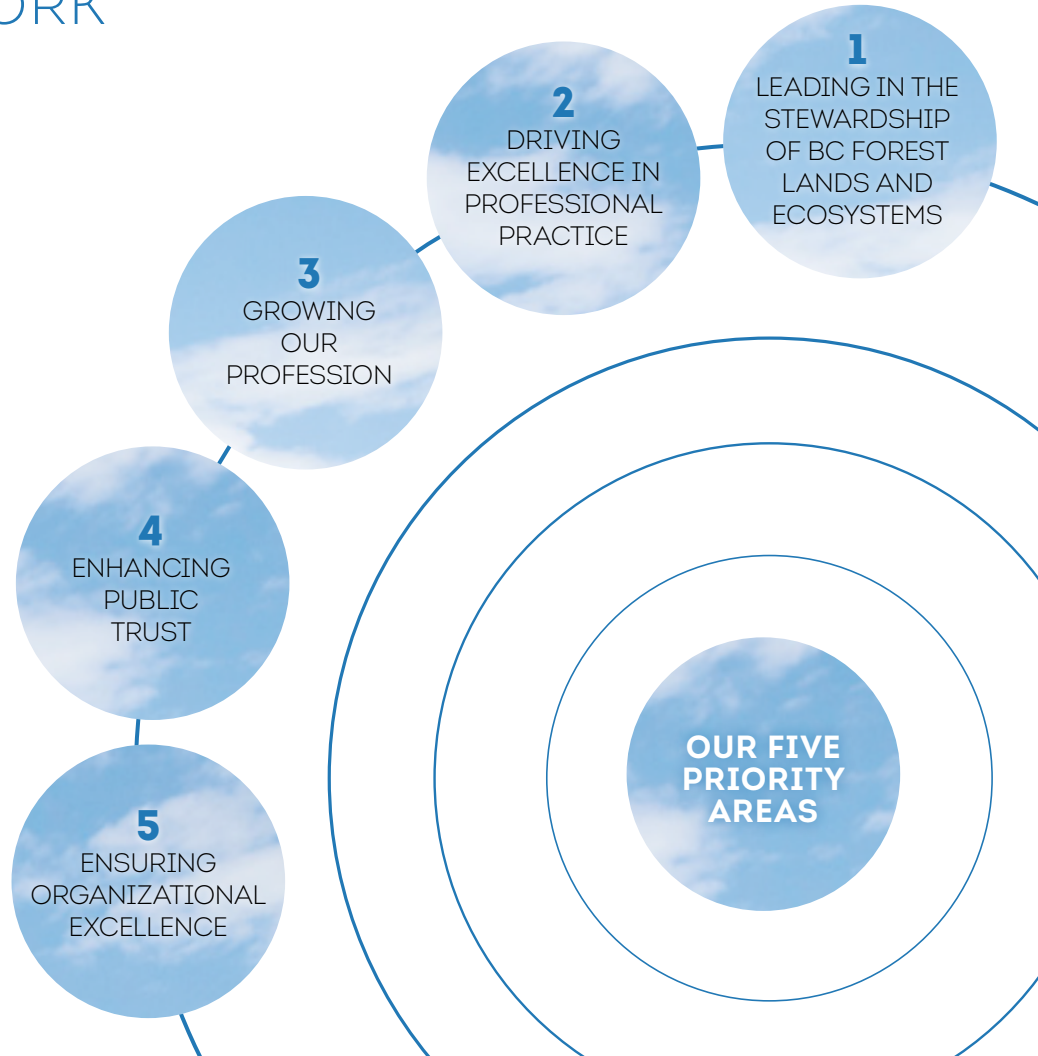 ORK
1
LEADING IN THE
STEWARDSHIP
OF BC FOREST
LANDS AND
ECOSYSTEMS
2
DRIVING
EXCELLENCE IN
PROFESSIONAL
PRACTICE
3
GROWING
OUR
PROFESSION
4
ENHANCING
PUBLIC
TRUST
5
ENSURING
ORGANIZATIONAL
EXCELLENCE
OUR FIVE
PRIORITY
AREAS